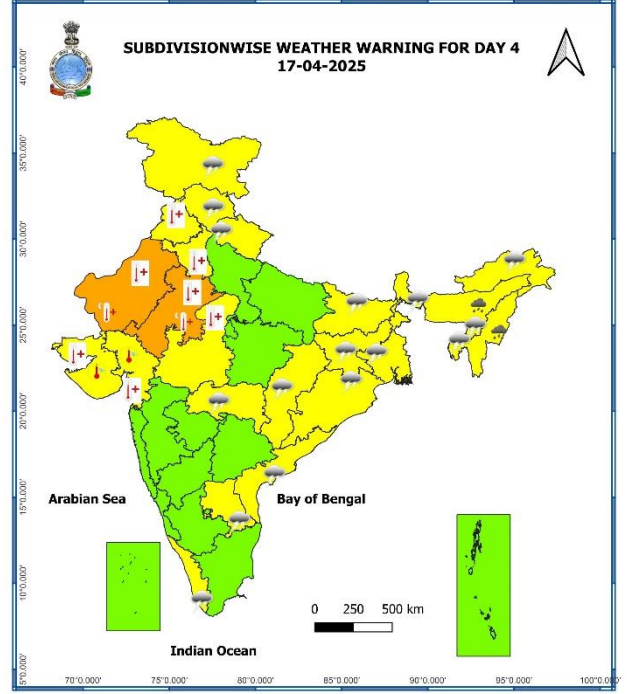 SUBDIVISIONWISE WEATHER WARNING FOR DAY 4
17-04-2025
40°0.000'
35°0.000'
30°0.000'
25°0.000'
20°0.000'
15°0.000'
10°0.000'
5°0.000'
Arabian Sea
Bay of Bengal
0 250 500 km
Indian Ocean
70°0.000' 75°0.000' 80°0.000' 85°0.000' 90°0.000' 95°0.000' 100°0.000'